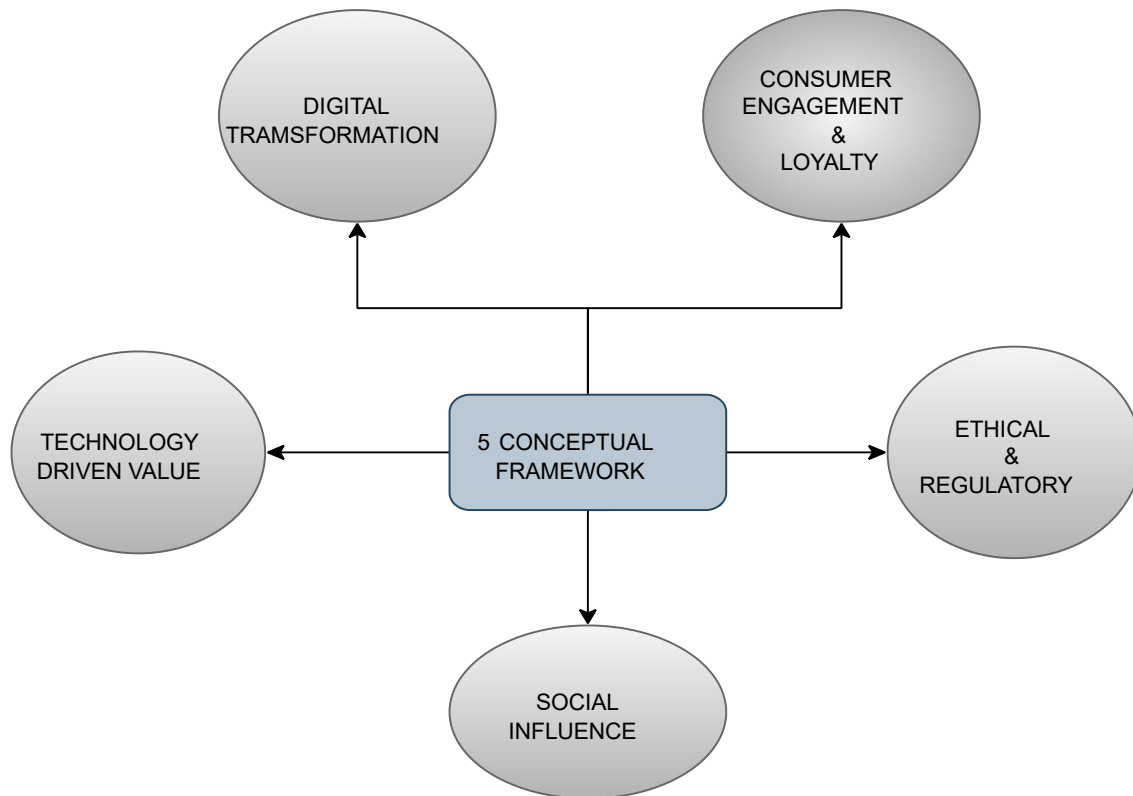 DIGITAL
TRAMSFORMATION
CONSUMER
ENGAGEMENT
&
LOYALTY
TECHNOLOGY
DRIVEN VALUE
5 CONCEPTUAL
FRAMEWORK
ETHICAL
&
REGULATORY
SOCIAL
INFLUENCE